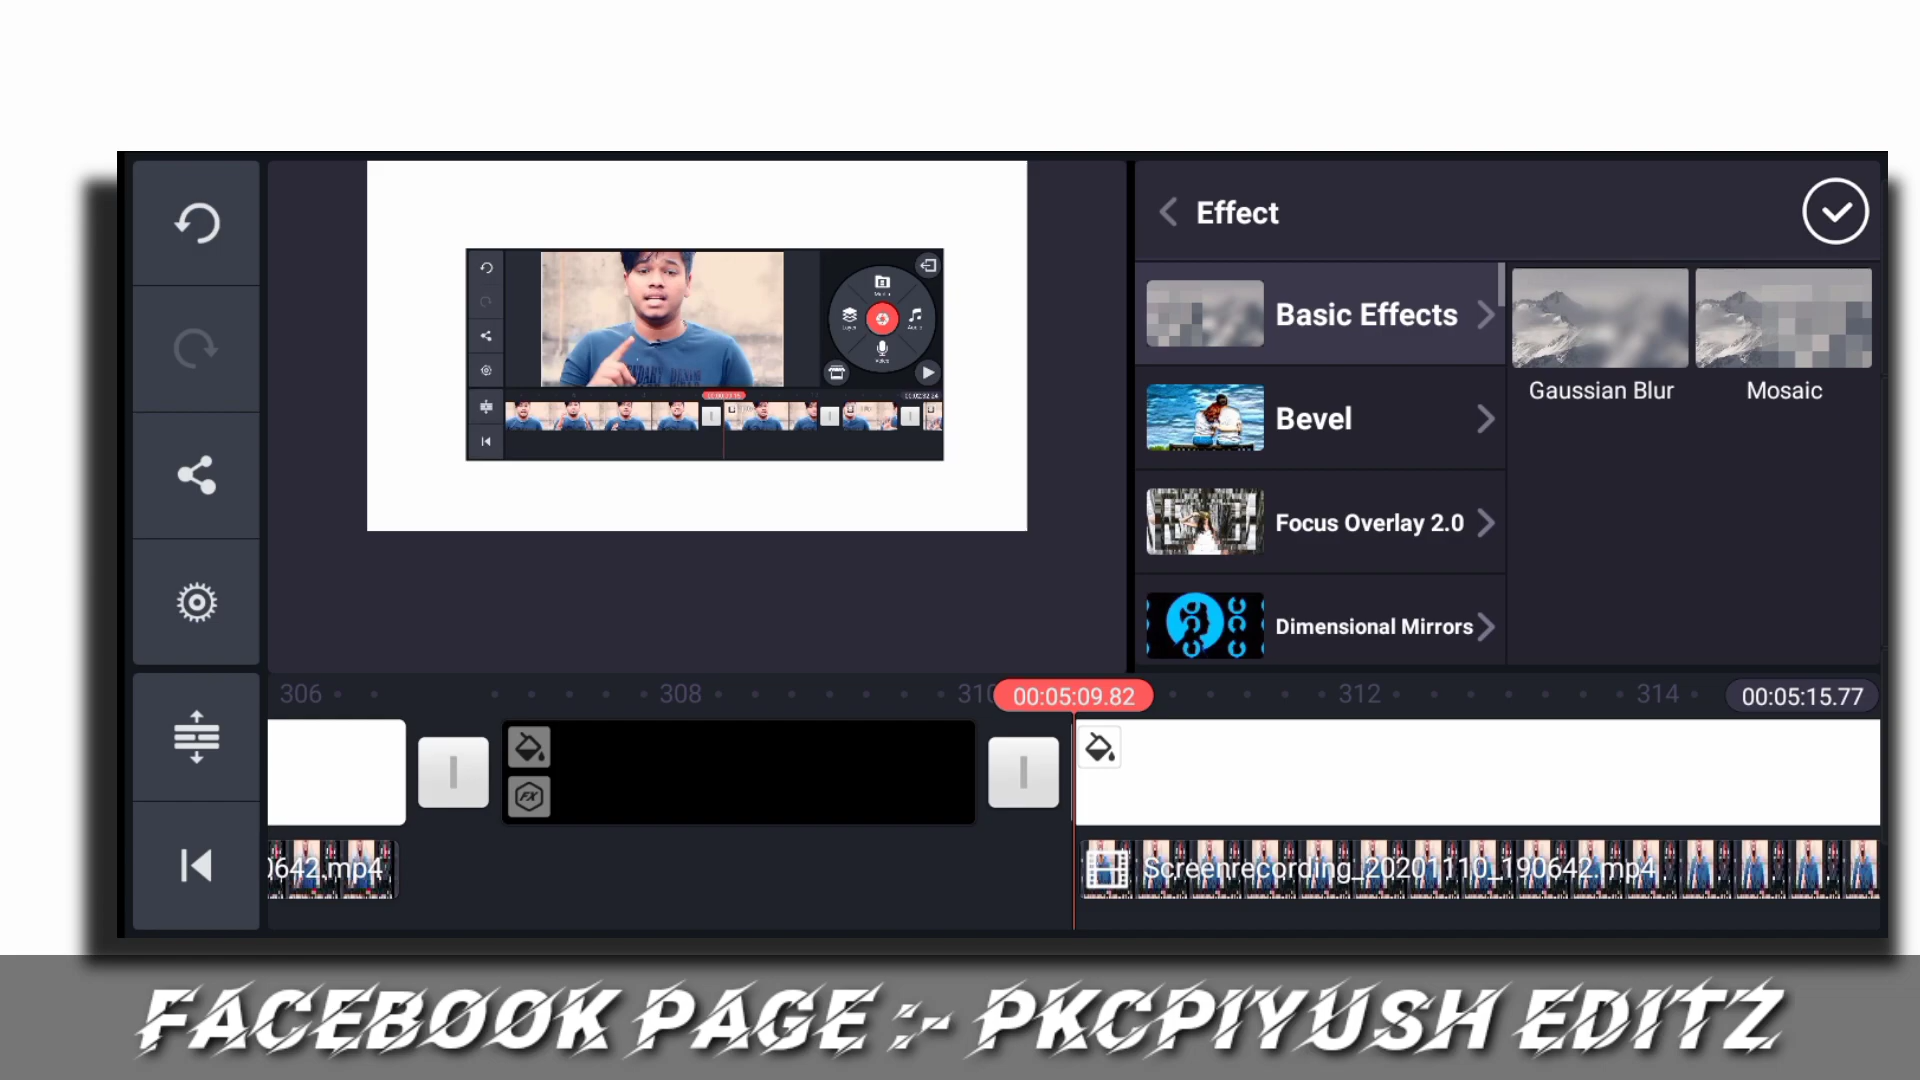 Effect
Basic Effects
Gaussian Blur
Mosaic
Bevel
Focus Overlay 2.0
Dimensional Mirrors
306
308
310
00:05:09.82
312
314
00:05:15.77
0642.mp4
Screenrecording_20201110_190642.mp4
FX
FACEBOOK PAGE :- PKCPIYUSH EDITZ